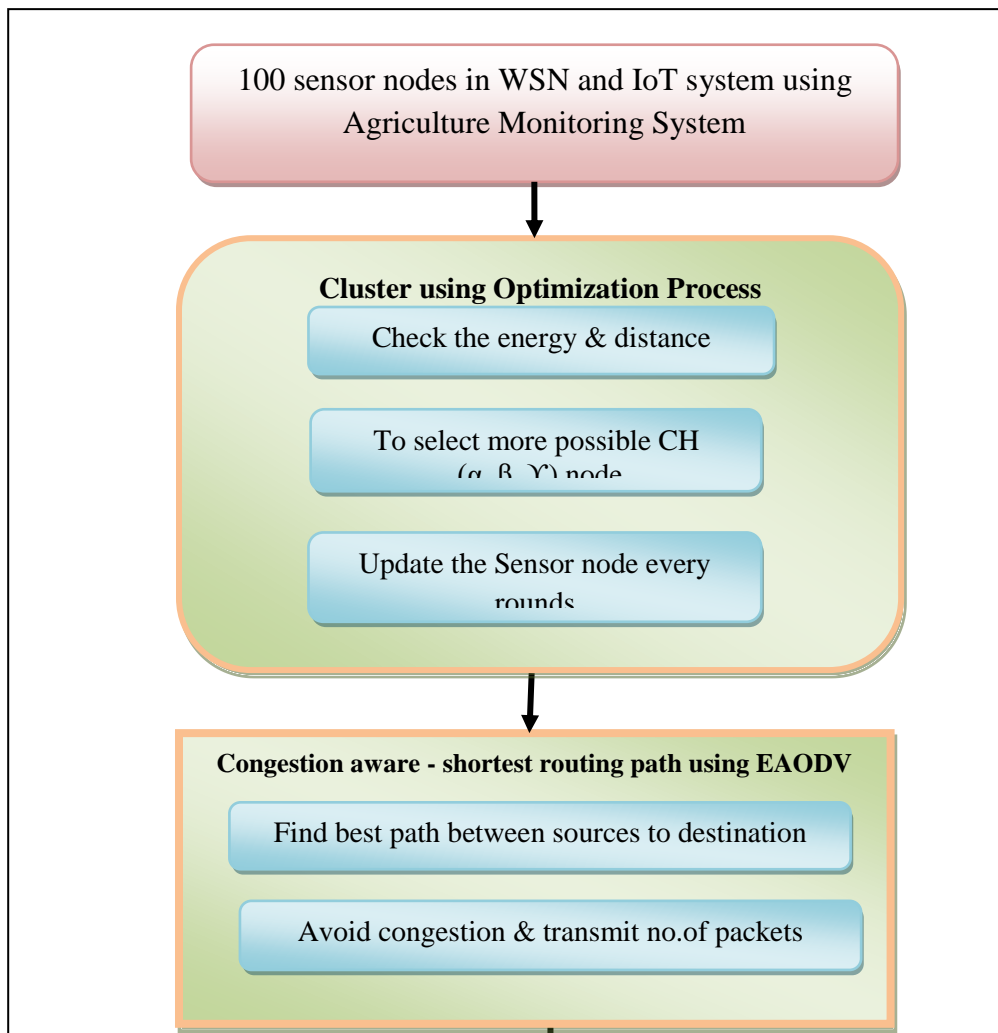 100 sensor nodes in WSN and IoT system using
Agriculture Monitoring System
Cluster using Optimization Process
Check the energy & distance
To select more possible CH
(α, β, ϒ) node
Update the Sensor node every
rounds
Congestion aware - shortest routing path using EAODV
Find best path between sources to destination
Avoid congestion & transmit no.of packets